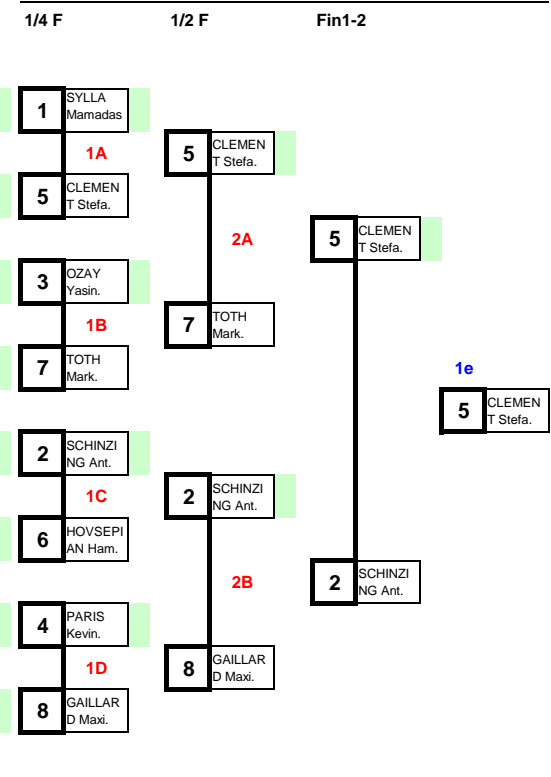 1/4 F
1/2 F
Fin1-2
1
SYLLA
Mamadas
1A
5
CLEMEN
T Stefa.
3
OZAY
Yasin.
1B
7
TOTH
Mark.
2
SCHINZI
NG Ant.
1C
6
HOVSEPI
AN Ham.
4
PARIS
Kevin.
1D
8
GAILLAR
D Maxi.
5
CLEMEN
T Stefa.
2A
7
TOTH
Mark.
2
SCHINZI
NG Ant.
2B
8
GAILLAR
D Maxi.
5
CLEMEN
T Stefa.
2
SCHINZI
NG Ant.
1e
5
CLEMEN
T Stefa.